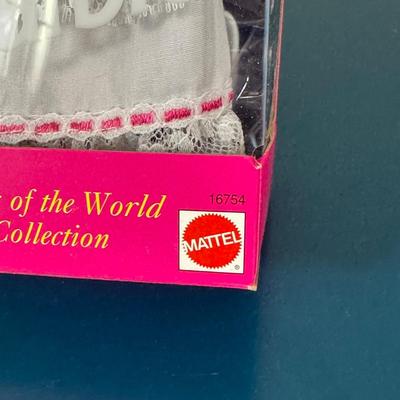 of the World
Collection
16754
MATTEL
®